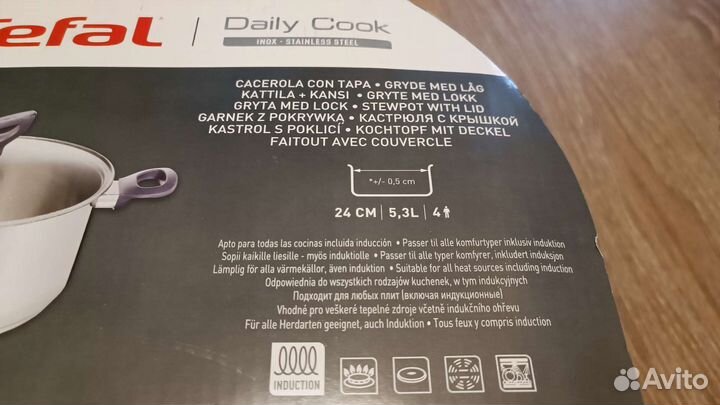 Tefal Daily Cook
INOX - STAINLESS STEEL
CACEROLA CON TAPA • GRYDE MED LÅG
KATTILA + KANSI • GRYTE MED LOKK
GRYTA MED LOCK • STEWPOT WITH LID
GARNEK Z POKRYWKĄ • КАСТРЮЛЯ С КРЫШКОЙ
KASTROL S POKLICÍ • KOCHTOPF MIT DECKEL
FAITOUT AVEC COUVERCLE
*+/- 0,5 cm
24 CM | 5,3L | 4
Apto para todas las cocinas incluida inducción • Passer til alle komfurtyper inklusiv induktion
Sopii kaikille liesille - myös induktiolle • Passer til alle typer komfyrer, inkludert induksjon
Lämplig för alla värmekällor, även induktion • Suitable for all heat sources including induction
Odpowiednia do wszystkich rodzajów kuchenek, w tym indukcyjnych
Подходит для любых плит (включая индукционные)
Vhodné pro veškeré tepelné zdroje včetně indukčního ohřevu
Für alle Herdarten geeignet, auch Induktion • Tous feux y compris induction
INDUCTION
Avito